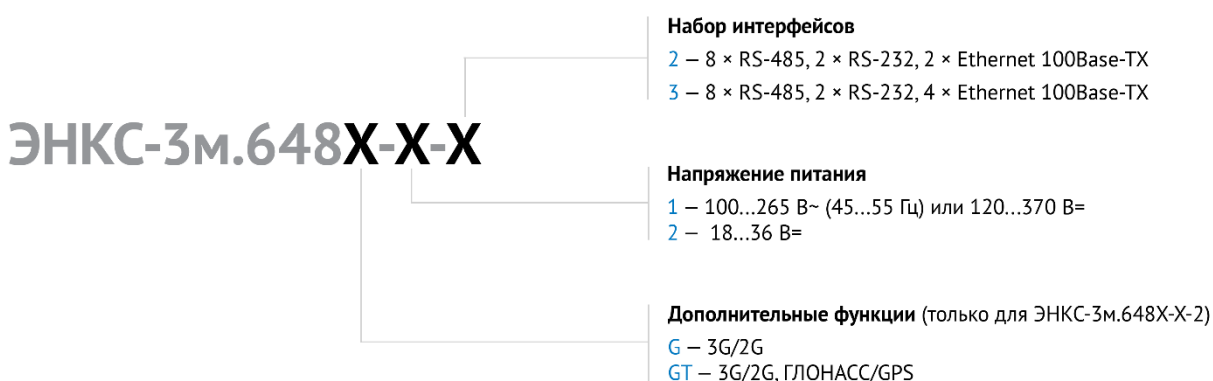 Набор интерфейсов
2 – 8 × RS-485, 2 × RS-232, 2 × Ethernet 100Base-TX
3 – 8 × RS-485, 2 × RS-232, 4 × Ethernet 100Base-TX
ЭНКС-3м.648X-X-X
Напряжение питания
1 – 100...265 В~ (45...55 Гц) или 120...370 В=
2 – 18...36 В=
Дополнительные функции (только для ЭНКС-3м.648X-X-2)
G – 3G/2G
GT – 3G/2G, ГЛОНАСС/GPS